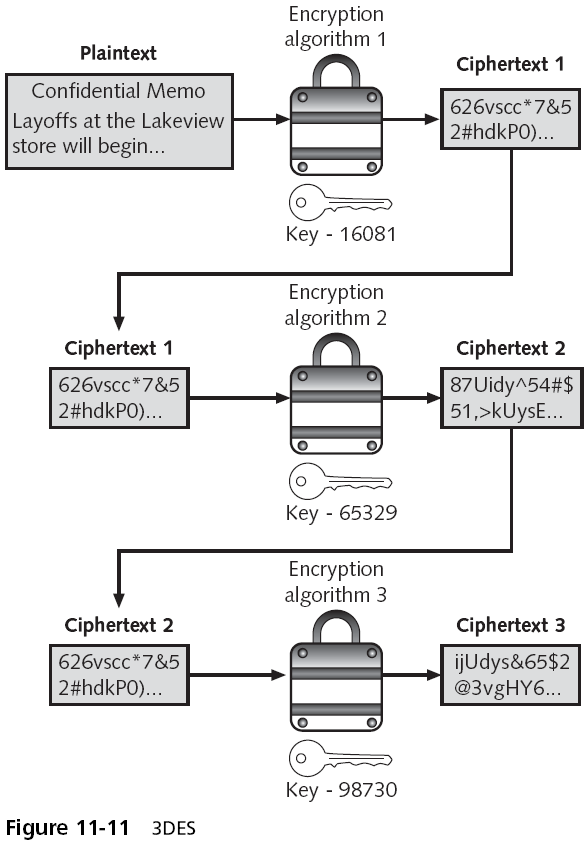 Plaintext
Confidential Memo
Layoffs at the Lakeview
store will begin...
Encryption
algorithm 1
Key - 16081
Ciphertext 1
626vscc*7&5
2#hdkP0)...
Ciphertext 1
626vscc*7&5
2#hdkP0)...
Encryption
algorithm 2
Key - 65329
Ciphertext 2
87Uidy^54#$
51,>kUysE...
Ciphertext 2
626vscc*7&5
2#hdkP0)...
Encryption
algorithm 3
Key - 98730
Ciphertext 3
ijUdys&65$2
@3vgHY6...
Figure 11-11 3DES